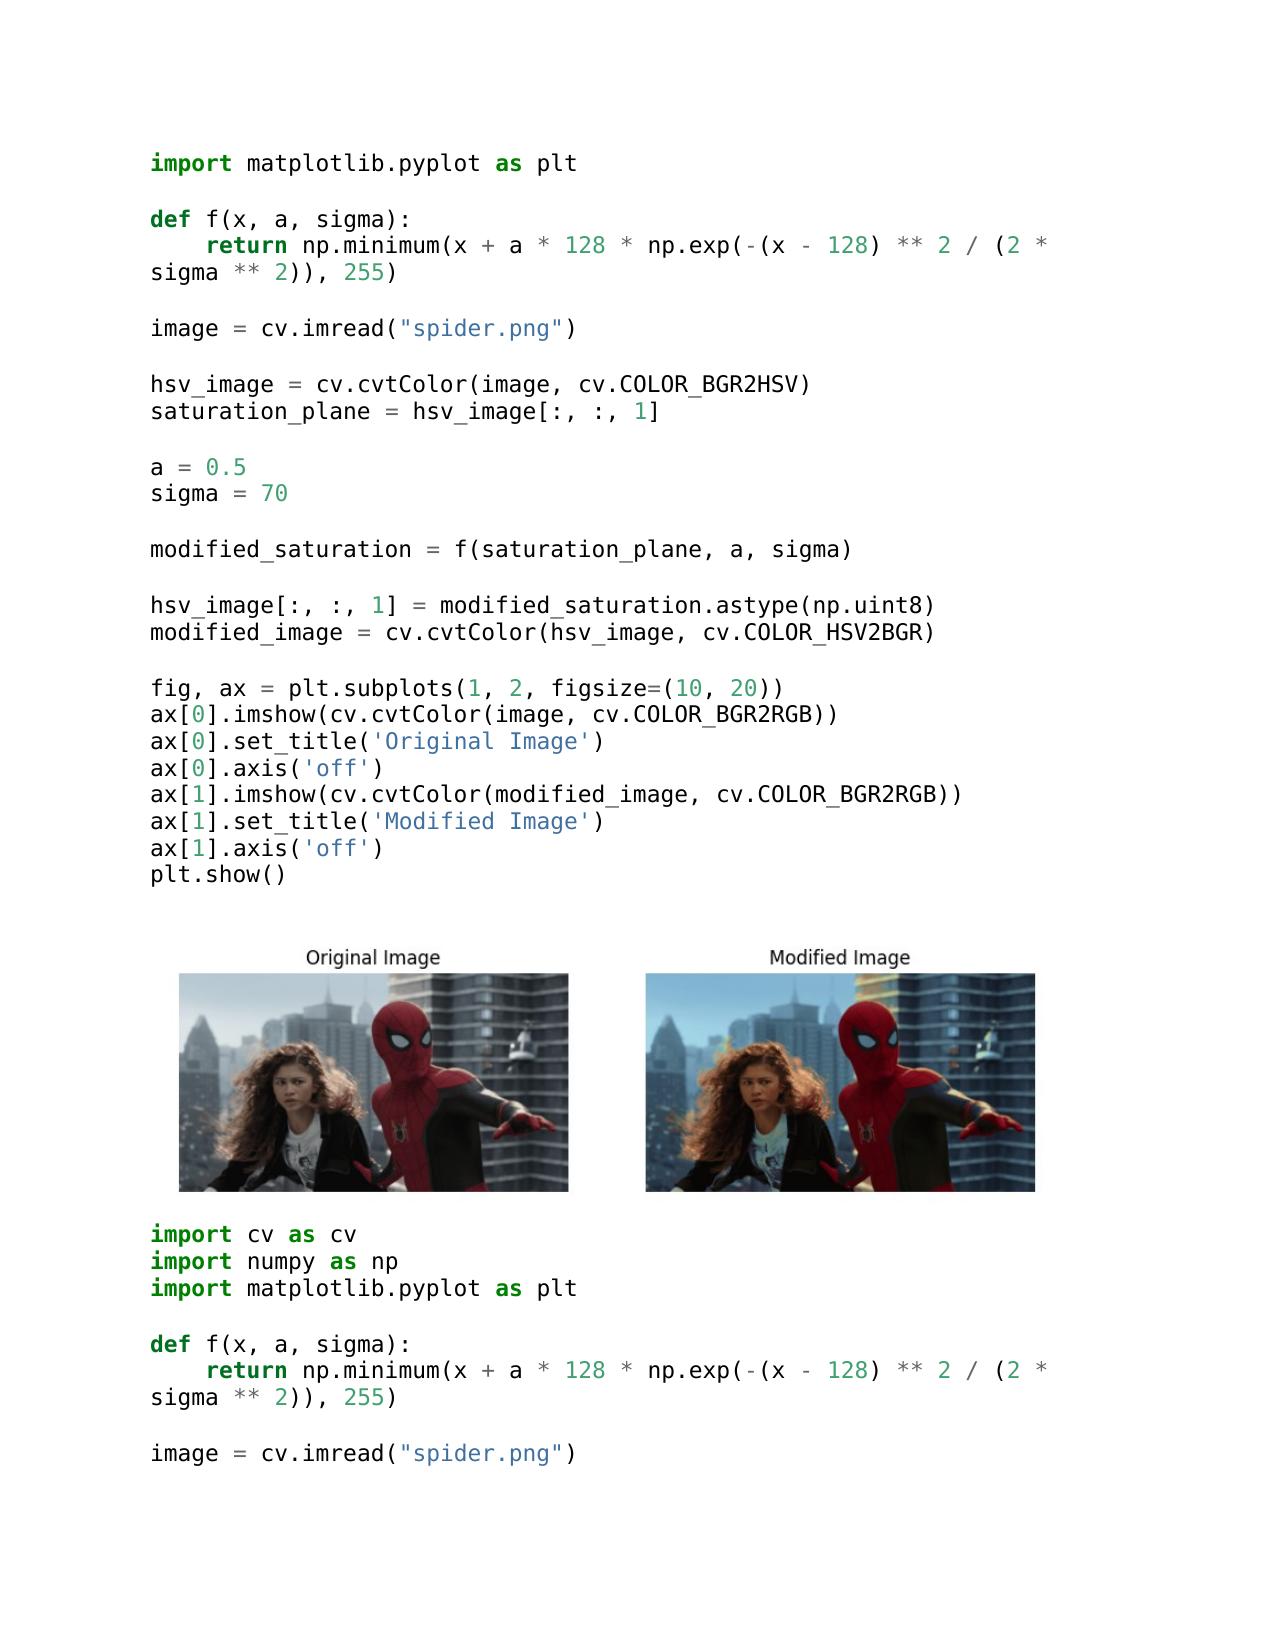 import matplotlib.pyplot as plt
def f(x, a, sigma):
    return np.minimum(x + a * 128 * np.exp(-(x - 128) ** 2 / (2 *
sigma ** 2)), 255)
image = cv.imread("spider.png")
hsv_image = cv.cvtColor(image, cv.COLOR_BGR2HSV)
saturation_plane = hsv_image[:, :, 1]
a = 0.5
sigma = 70
modified_saturation = f(saturation_plane, a, sigma)
hsv_image[:, :, 1] = modified_saturation.astype(np.uint8)
modified_image = cv.cvtColor(hsv_image, cv.COLOR_HSV2BGR)
fig, ax = plt.subplots(1, 2, figsize=(10, 20))
ax[0].imshow(cv.cvtColor(image, cv.COLOR_BGR2RGB))
ax[0].set_title('Original Image')
ax[0].axis('off')
ax[1].imshow(cv.cvtColor(modified_image, cv.COLOR_BGR2RGB))
ax[1].set_title('Modified Image')
ax[1].axis('off')
plt.show()
Original Image
Modified Image
import cv as cv
import numpy as np
import matplotlib.pyplot as plt
def f(x, a, sigma):
    return np.minimum(x + a * 128 * np.exp(-(x - 128) ** 2 / (2 *
sigma ** 2)), 255)
image = cv.imread("spider.png")